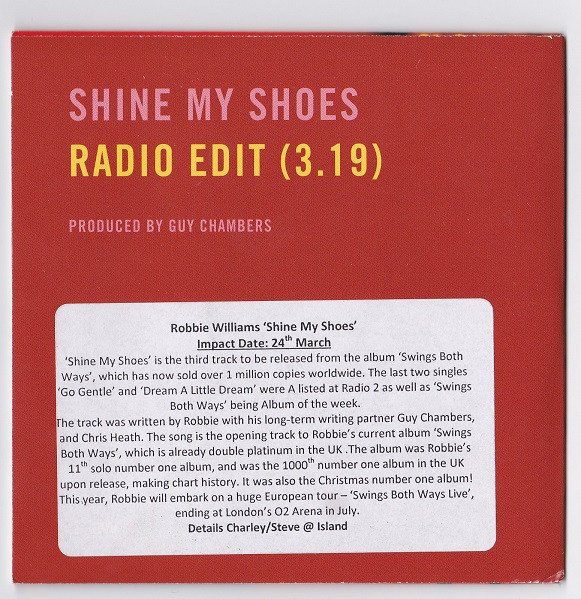 SHINE MY SHOES
RADIO EDIT (3.19)
PRODUCED BY GUY CHAMBERS
Robbie Williams 'Shine My Shoes'
Impact Date: 24th March
'Shine My Shoes' is the third track to be released from the album 'Swings Both
Ways', which has now sold over 1 million copies worldwide. The last two singles
'Go Gentle' and 'Dream A Little Dream' were A listed at Radio 2 as well as 'Swings
Both Ways' being Album of the week.
The track was written by Robbie with his long-term writing partner Guy Chambers,
and Chris Heath. The song is the opening track to Robbie's current album 'Swings
Both Ways', which is already double platinum in the UK .The album was Robbie's
11th solo number one album, and was the 1000th number one album in the UK
upon release, making chart history. It was also the Christmas number one album!
This year, Robbie will embark on a huge European tour – 'Swings Both Ways Live',
ending at London's O2 Arena in July.
Details Charley/Steve @ Island